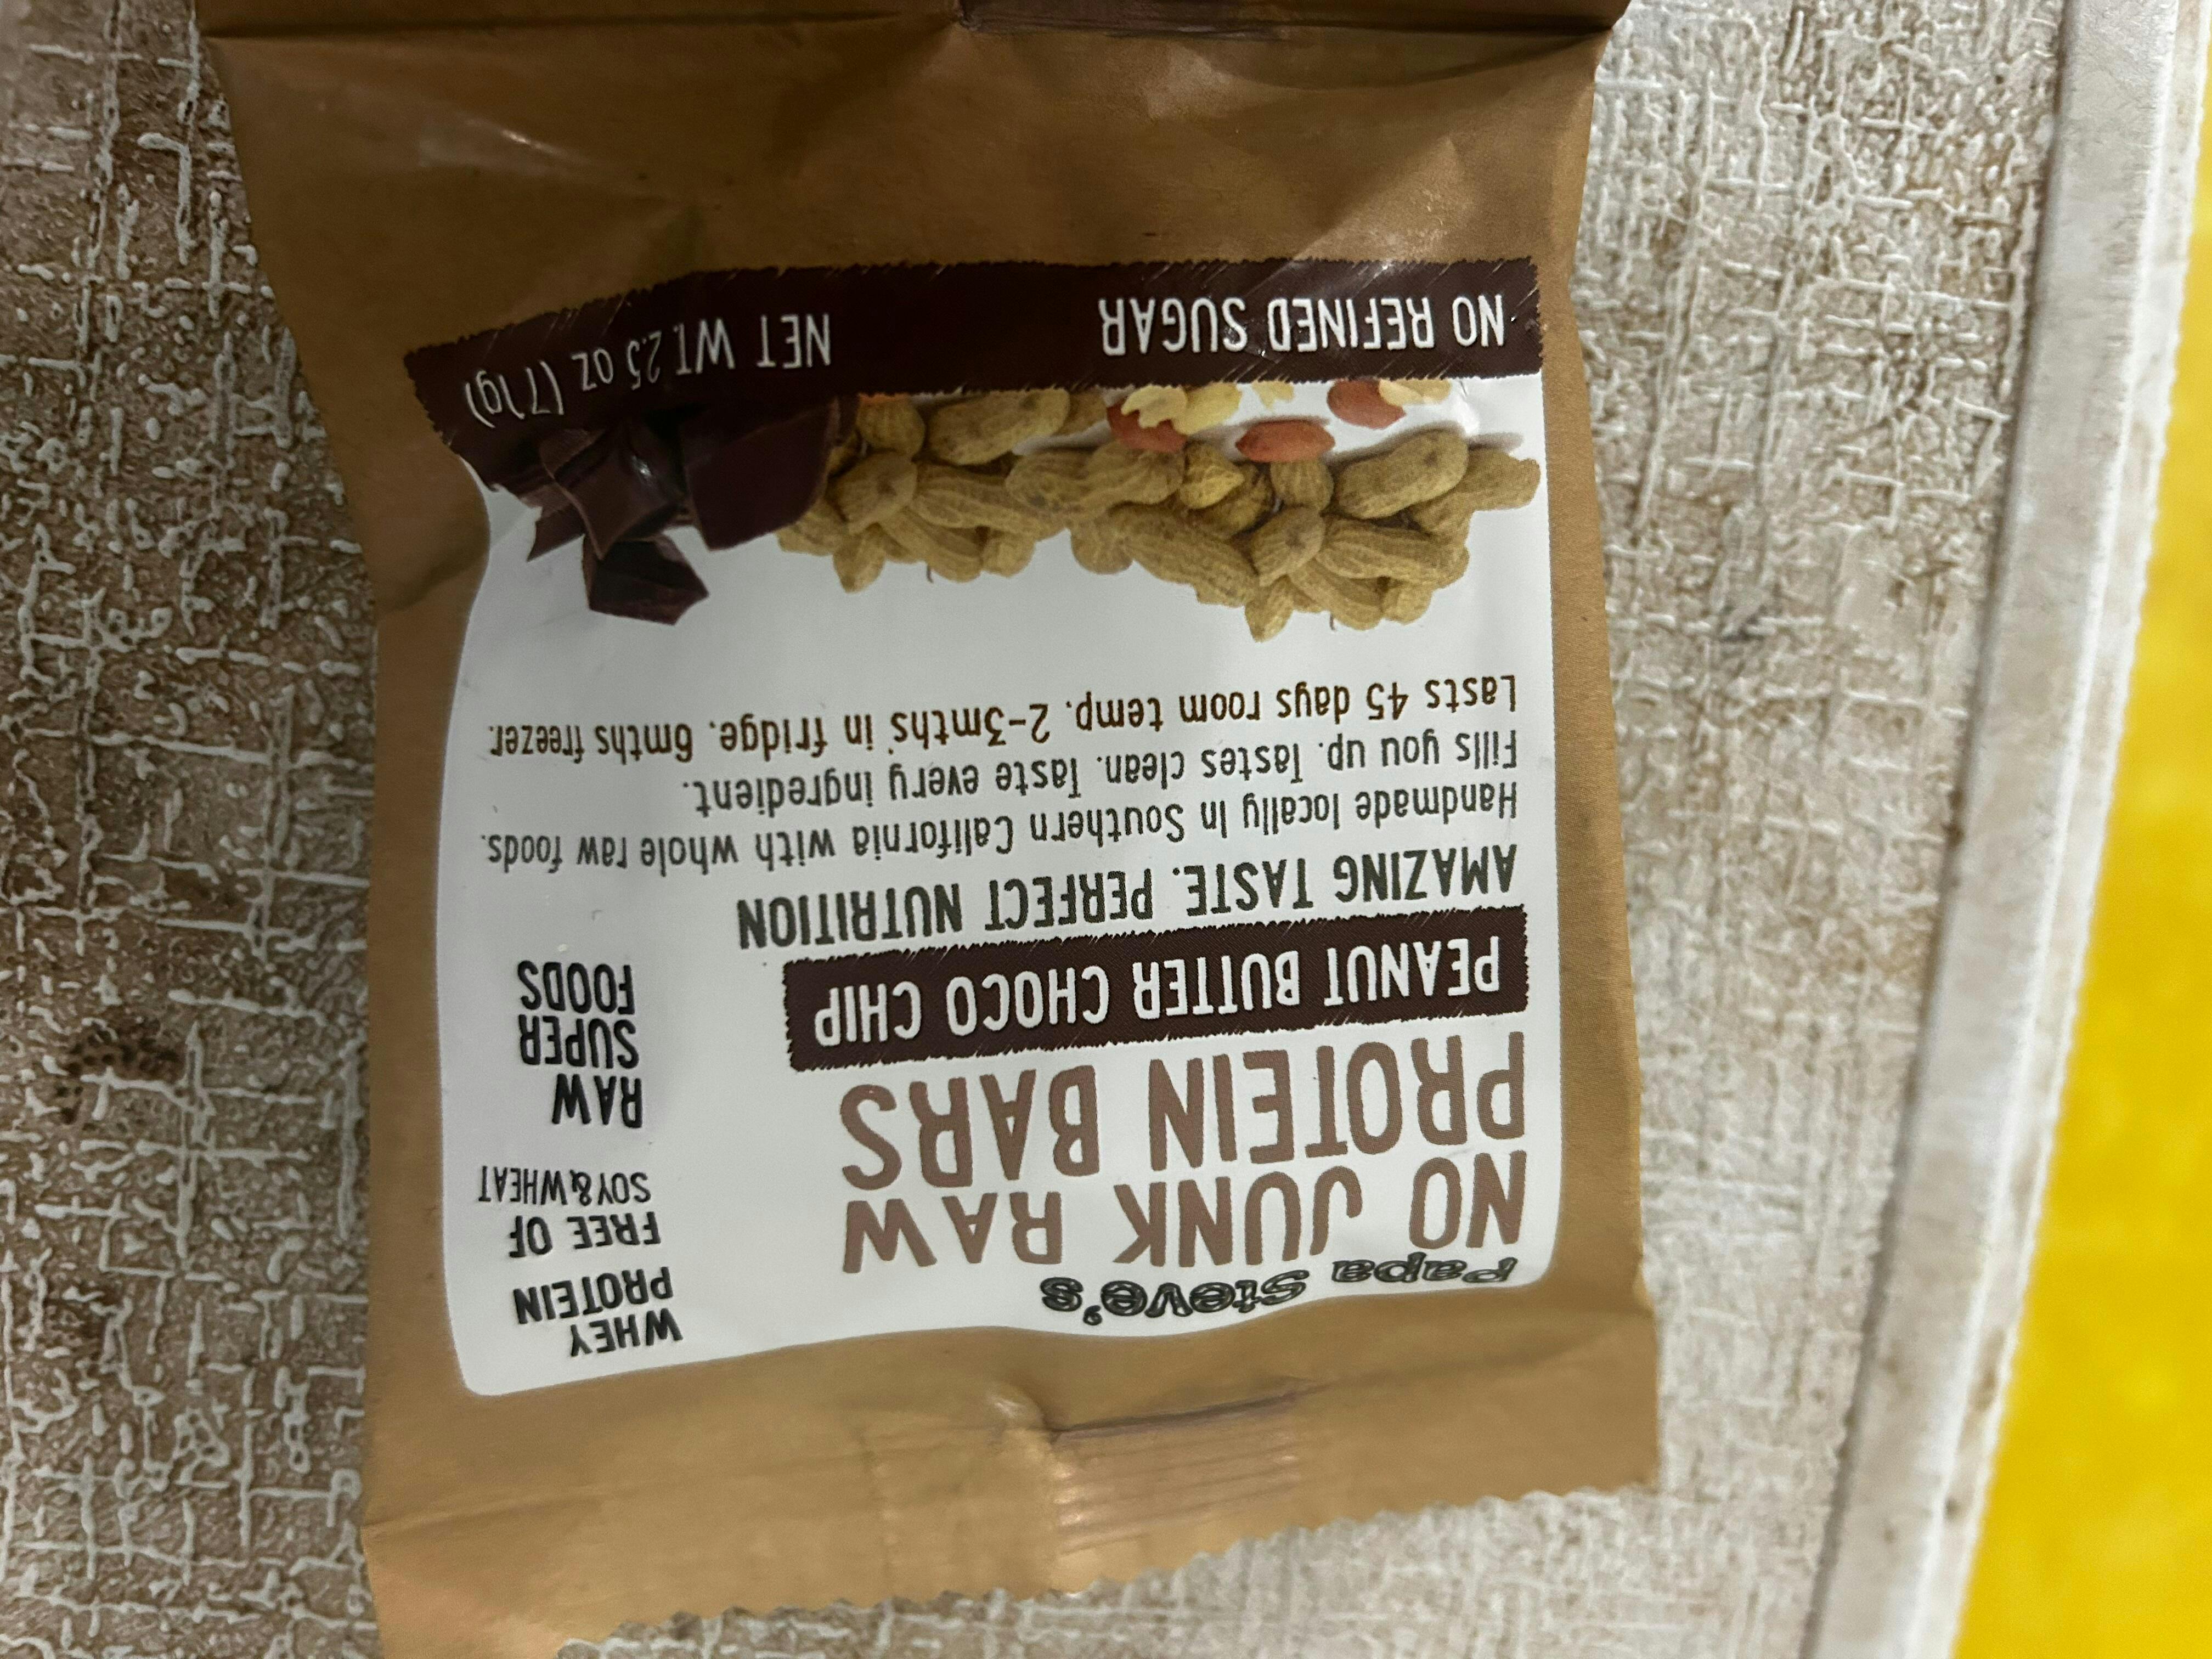 Papa Steve's
NO JUNK RAW
PROTEIN BARS
PEANUT BUTTER CHOCO CHIP
AMAZING TASTE. PERFECT NUTRITION
Handmade locally In Southern California with whole raw foods.
Fills you up. Tastes clean. Taste every ingredient.
Lasts 45 days room temp. 2-3mths in fridge. 6mths freezer.
WHEY
PROTEIN
FREE OF
SOY&WHEAT
RAW
SUPER
FOODS
NO REFINED SUGAR
NET WT. 2.5 OZ (71g)